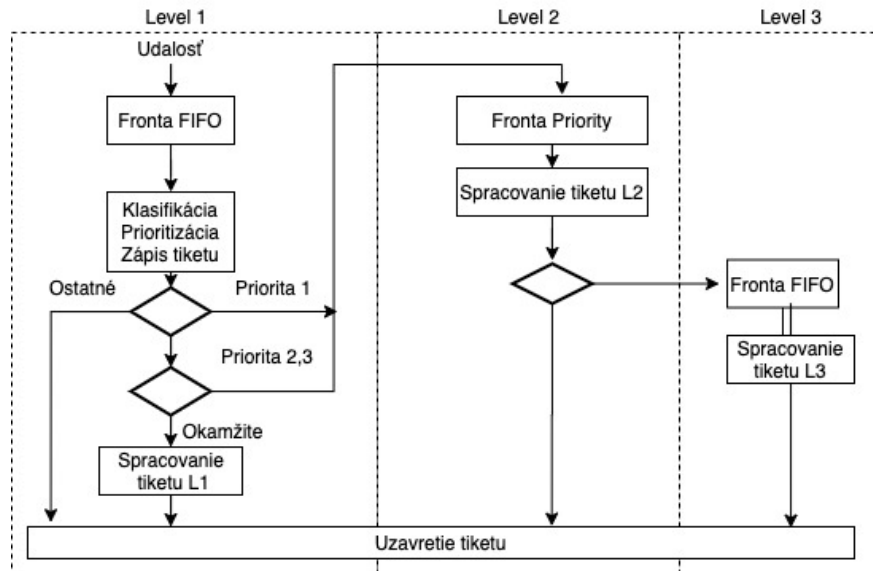 Level 1
Level 2
Level 3
Udalosť
Fronta FIFO
Klasifikácia
Prioritizácia
Zápis tiketu
Ostatné
Priorita 1
Priorita 2,3
Okamžite
Spracovanie
tiketu L1
Fronta Priority
Spracovanie tiketu L2
Fronta FIFO
Spracovanie
tiketu L3
Uzavretie tiketu